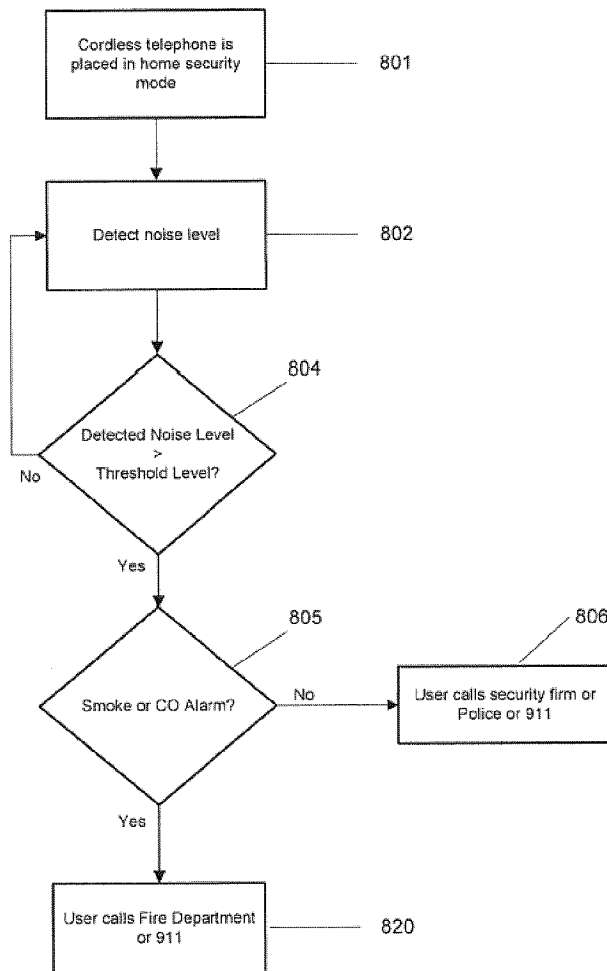 Cordless telephone is
placed in home security
mode
801
Detect noise level
802
804
Detected Noise Level
>
Threshold Level?
No
Yes
805
806
Smoke or CO Alarm?
No
User calls security firm or
Police or 911
Yes
User calls Fire Department
or 911
820